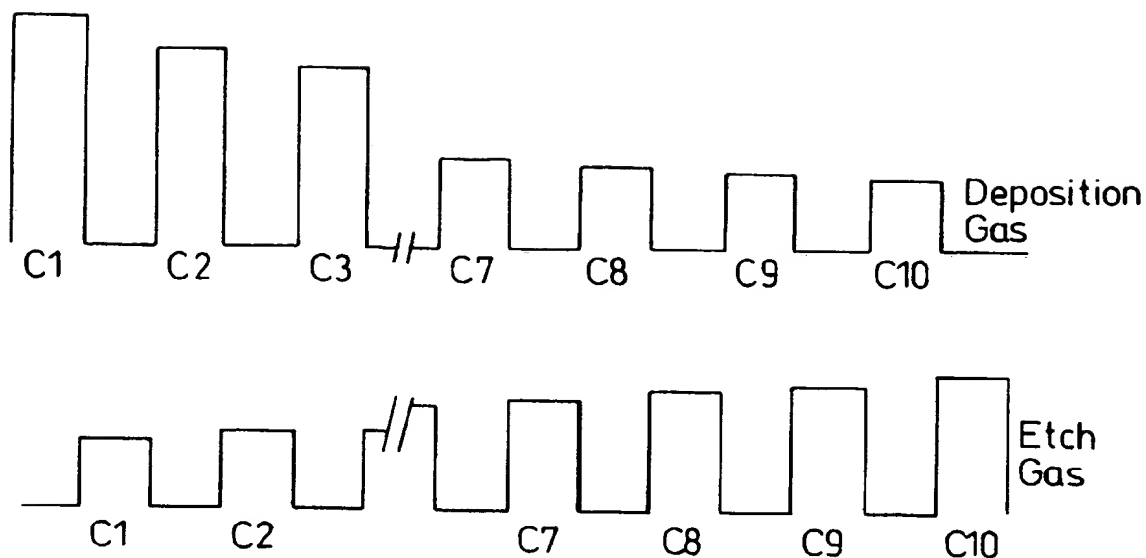 C1 C2 C3 C7 C8 C9 C10
Deposition
Gas
C1 C2 C7 C8 C9 C10
Etch
Gas